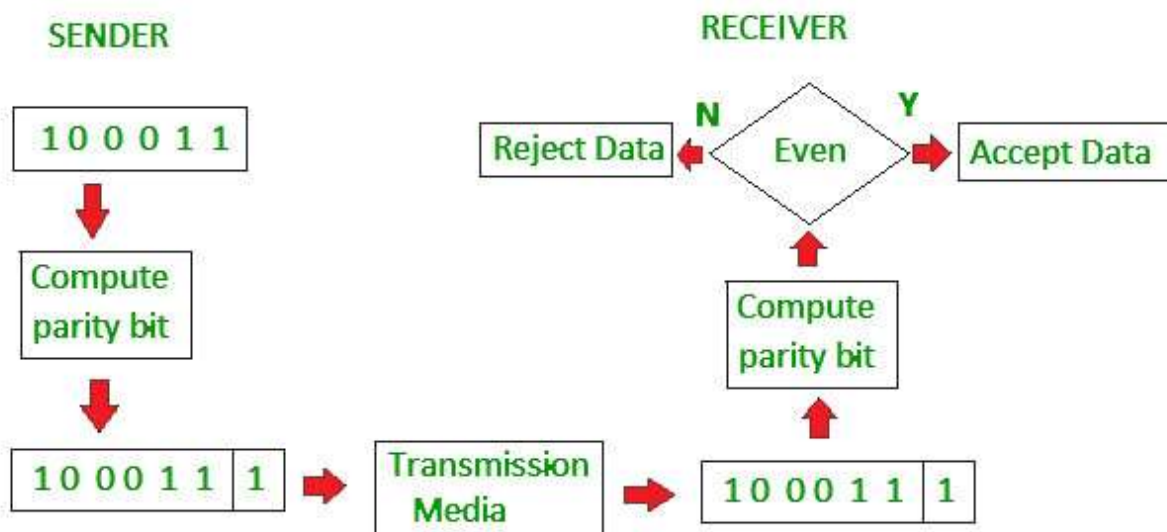 SENDER
1 0 0 0 1 1
Compute
parity bit
1 0 0 0 1 1 1
Transmission
Media
RECEIVER
N
Even
Y
Reject Data
Accept Data
Compute
parity bit
1 0 0 0 1 1 1